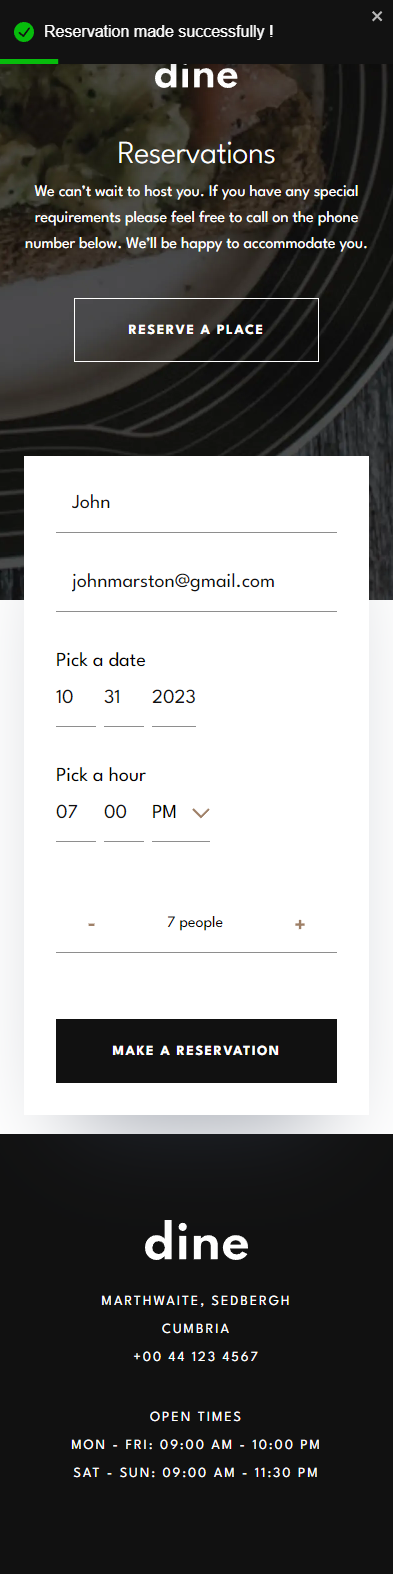 Reservation made successfully !
dine
Reservations
We can’t wait to host you. If you have any special
requirements please feel free to call on the phone
number below. We’ll be happy to accommodate you.
RESERVE A PLACE
John
johnmarston@gmail.com
Pick a date
10 31 2023
Pick a hour
07 00 PM
- 7 people +
MAKE A RESERVATION
dine
MARTHWAITE, SEDBERGH
CUMBRIA
+00 44 123 4567
OPEN TIMES
MON - FRI: 09:00 AM - 10:00 PM
SAT - SUN: 09:00 AM - 11:30 PM